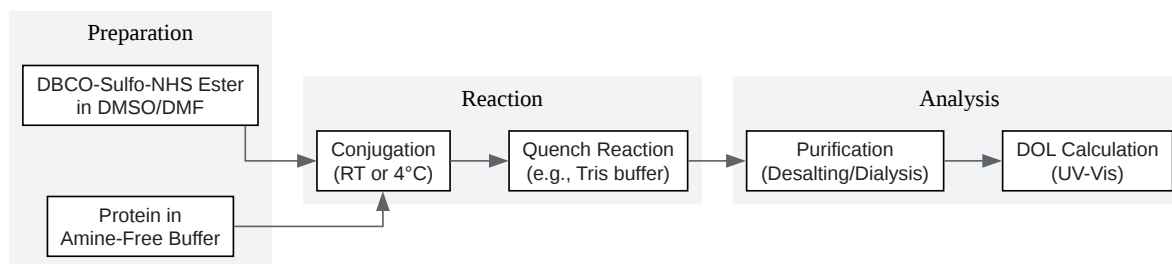 Preparation
DBCO-Sulfo-NHS Ester
in DMSO/DMF
Protein in
Amine-Free Buffer
Reaction
Conjugation
(RT or 4°C)
Quench Reaction
(e.g., Tris buffer)
Analysis
Purification
(Desalting/Dialysis)
DOL Calculation
(UV-Vis)